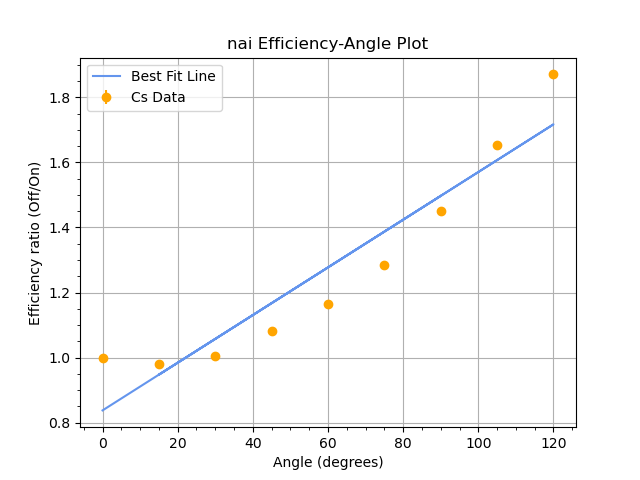 nai Efficiency-Angle Plot
Best Fit Line
Cs Data
Efficiency ratio (Off/On)
1.8
1.6
1.4
1.2
1.0
0.8
0 20 40 60 80 100 120
Angle (degrees)